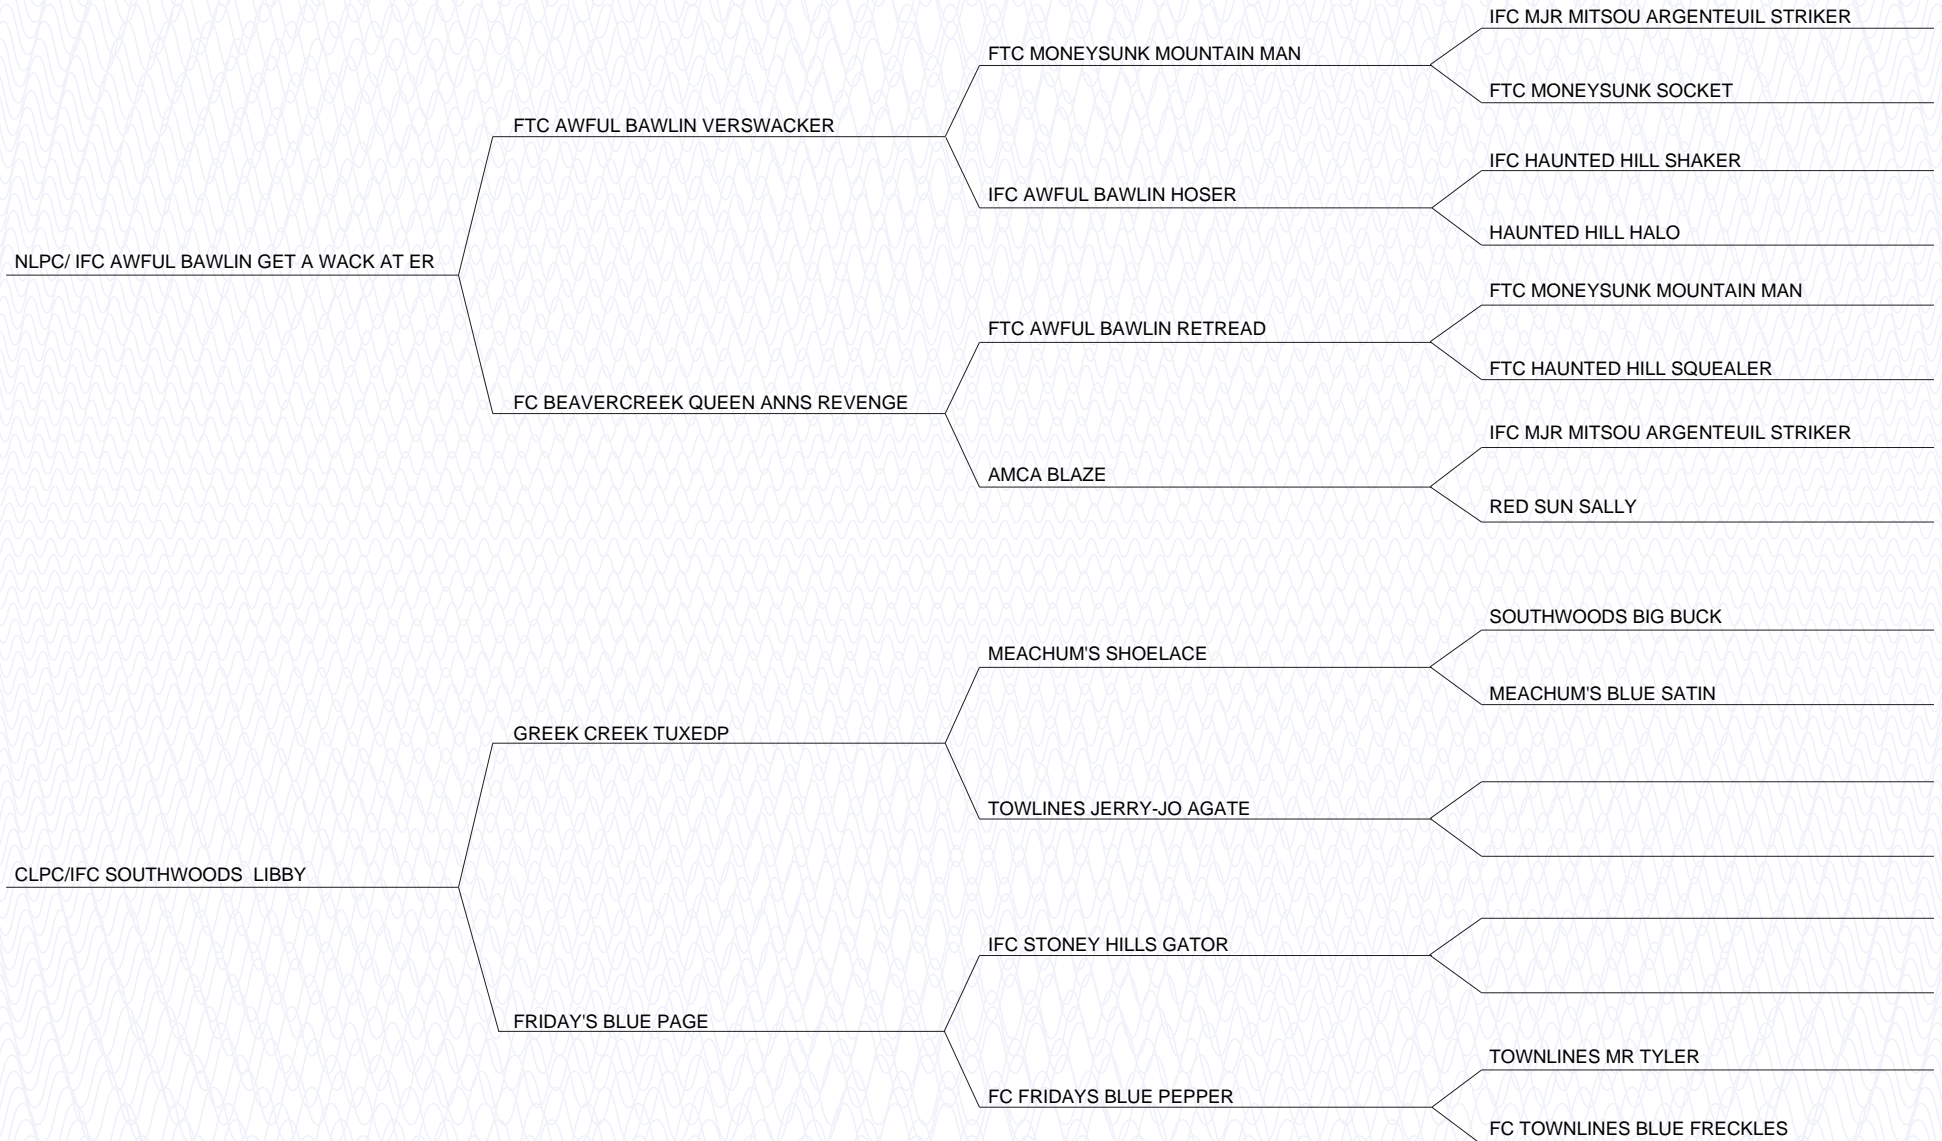 IFC MJR MITSOU ARGENTEUIL STRIKER
FTC MONEYSUNK MOUNTAIN MAN
FTC MONEYSUNK SOCKET
FTC AWFUL BAWLIN VERSWACKER
IFC HAUNTED HILL SHAKER
IFC AWFUL BAWLIN HOSER
HAUNTED HILL HALO
NLPC/ IFC AWFUL BAWLIN GET A WACK AT ER
FTC MONEYSUNK MOUNTAIN MAN
FTC AWFUL BAWLIN RETREAD
FTC HAUNTED HILL SQUEALER
FC BEAVERCREEK QUEEN ANNS REVENGE
IFC MJR MITSOU ARGENTEUIL STRIKER
AMCA BLAZE
RED SUN SALLY
SOUTHWOODS BIG BUCK
MEACHUM'S SHOELACE
MEACHUM'S BLUE SATIN
GREEK CREEK TUXEDP
TOWLINES JERRY-JO AGATE
CLPC/IFC SOUTHWOODS  LIBBY
IFC STONEY HILLS GATOR
FRIDAY'S BLUE PAGE
TOWNLINES MR TYLER
FC FRIDAYS BLUE PEPPER
FC TOWNLINES BLUE FRECKLES